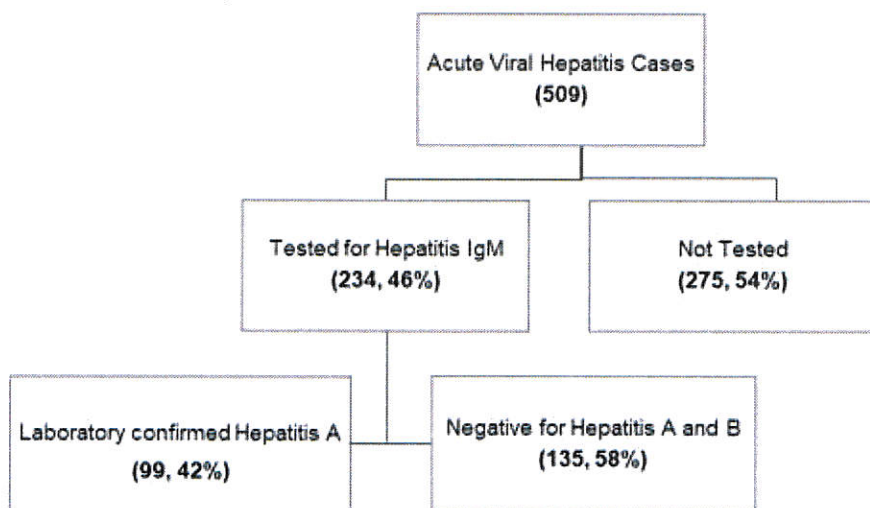 Acute Viral Hepatitis Cases
(509)
Tested for Hepatitis IgM
(234, 46%)
Not Tested
(275, 54%)
Laboratory confirmed Hepatitis A
(99, 42%)
Negative for Hepatitis A and B
(135, 58%)